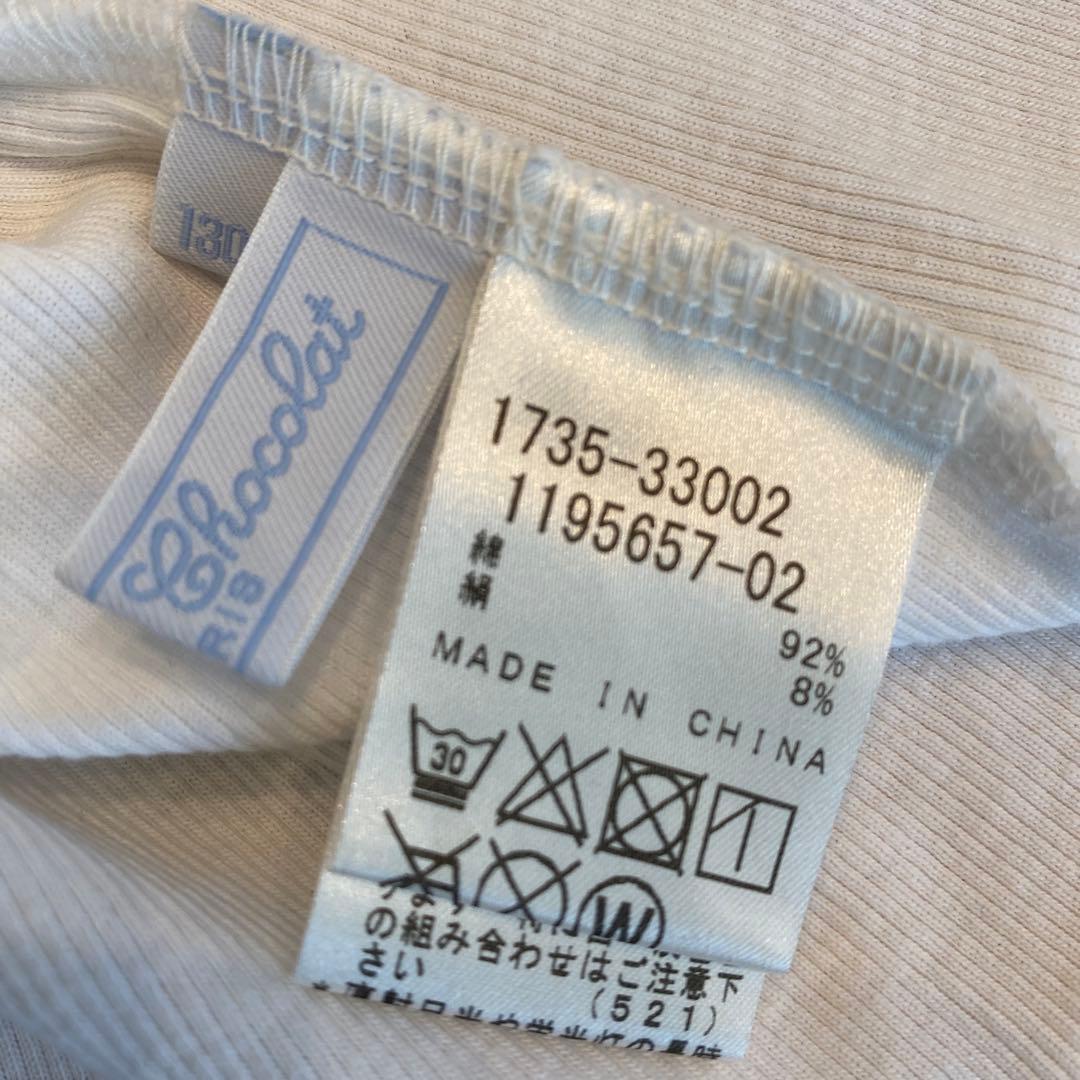 130
Chocolat
RIS
1735-33002
1195657-02
綿 92%
絹 8%
MADE IN CHINA
30
W
の組み合わせはご注意下
さい
(521)